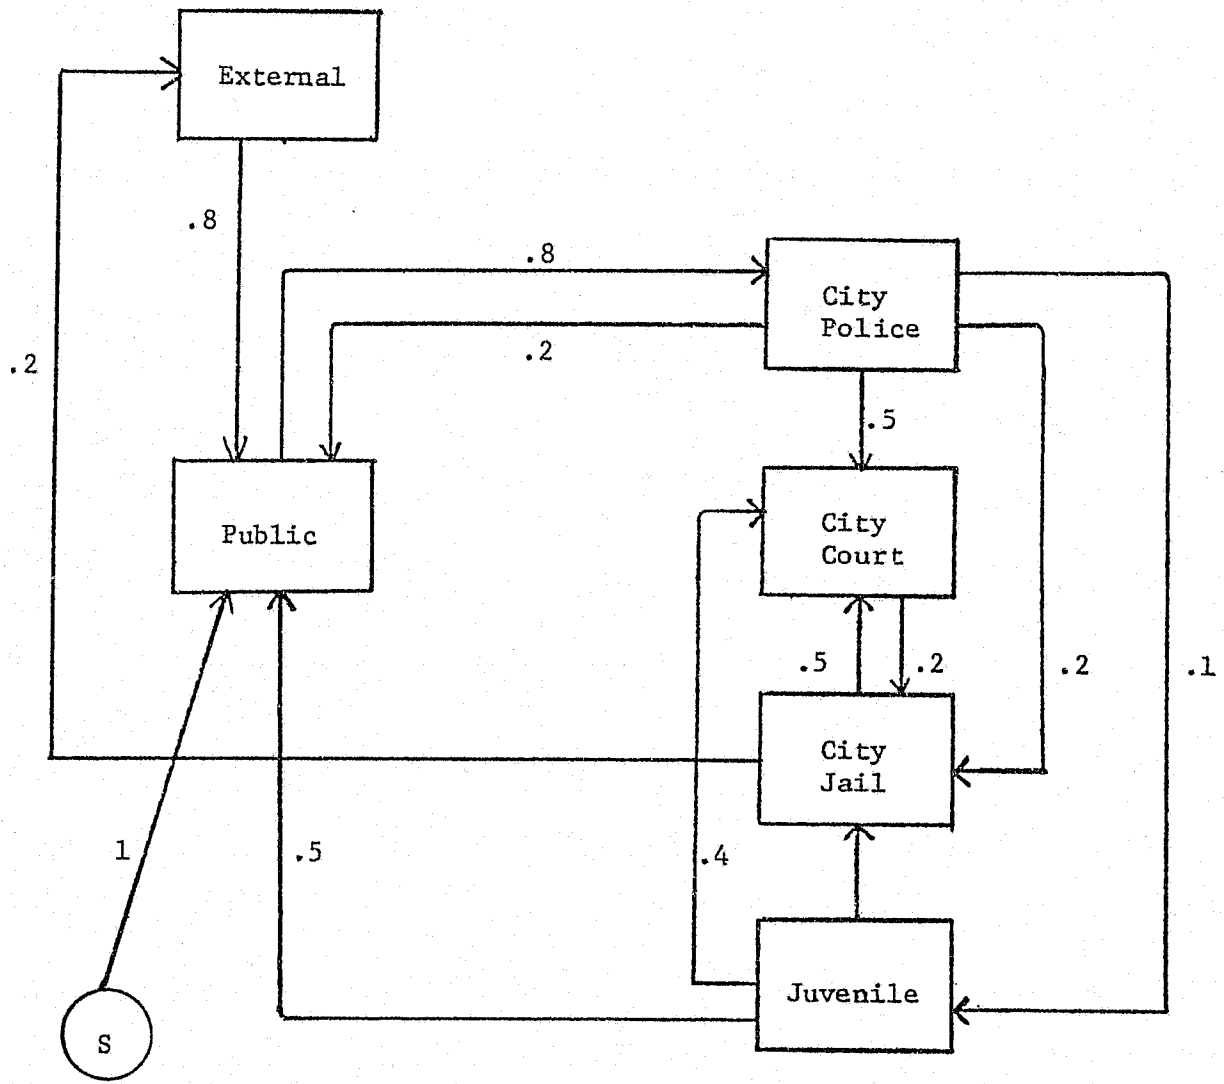 External
.8
.8
City
Police
.2
.2
.5
Public
City
Court
.5
.2
.2
.1
City
Jail
1
.5
.4
Juvenile
S